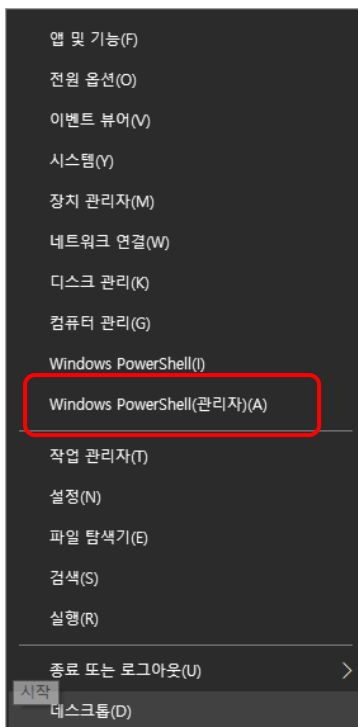 앱 및 기능(F)
전원 옵션(O)
이벤트 뷰어(V)
시스템(Y)
장치 관리자(M)
네트워크 연결(W)
디스크 관리(K)
컴퓨터 관리(G)
Windows PowerShell(I)
Windows PowerShell(관리자)(A)
작업 관리자(T)
설정(N)
파일 탐색기(E)
검색(S)
실행(R)
종료 또는 로그아웃(U)
시작
데스크톱(D)